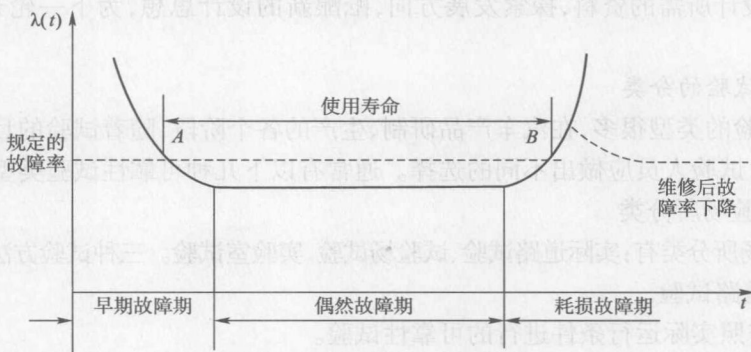 λ(t)
使用寿命
A
B
规定的
故障率
维修后故
障率下降
早期故障期
偶然故障期
耗损故障期
t